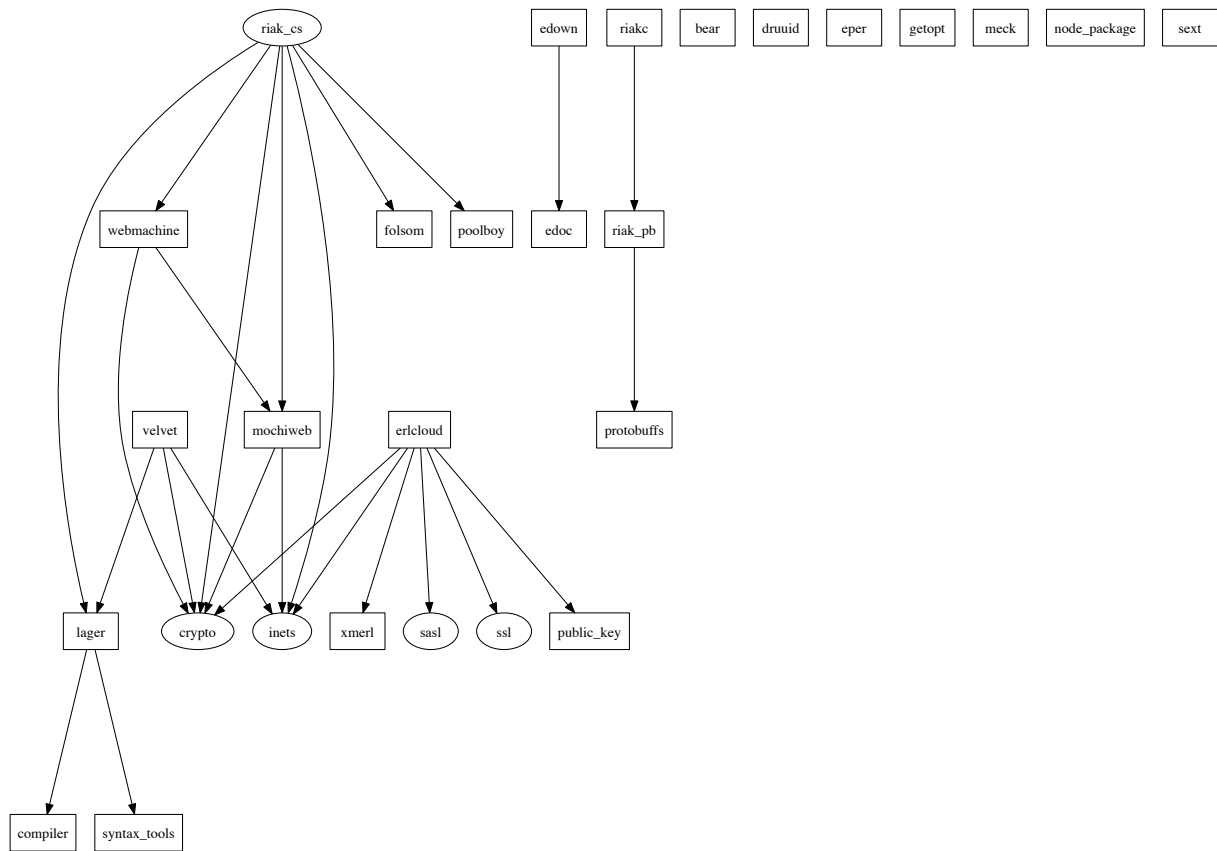 riak_cs
edown
riakc
bear
druuid
eper
getopt
meck
node_package
sext
webmachine
folsom
poolboy
edoc
riak_pb
velvet
mochiweb
erlcloud
protobuffs
lager
crypto
inets
xmerl
sasl
ssl
public_key
compiler
syntax_tools